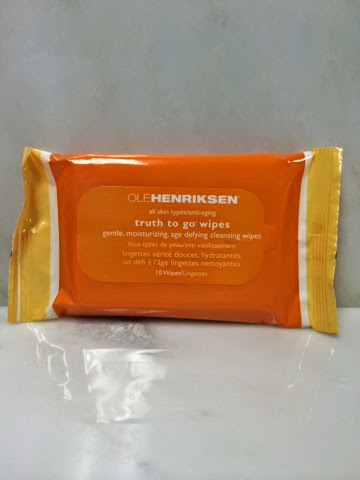 OLEHENRIKSEN
all skin types/anti-aging
truth to go™ wipes
gentle, moisturizing, age defying cleansing wipes
tous types de peau/anti vieillissement
lingettes vérité douces, hydratantes,
un défi à l'âge lingettes nettoyantes
10 Wipes/Lingettes